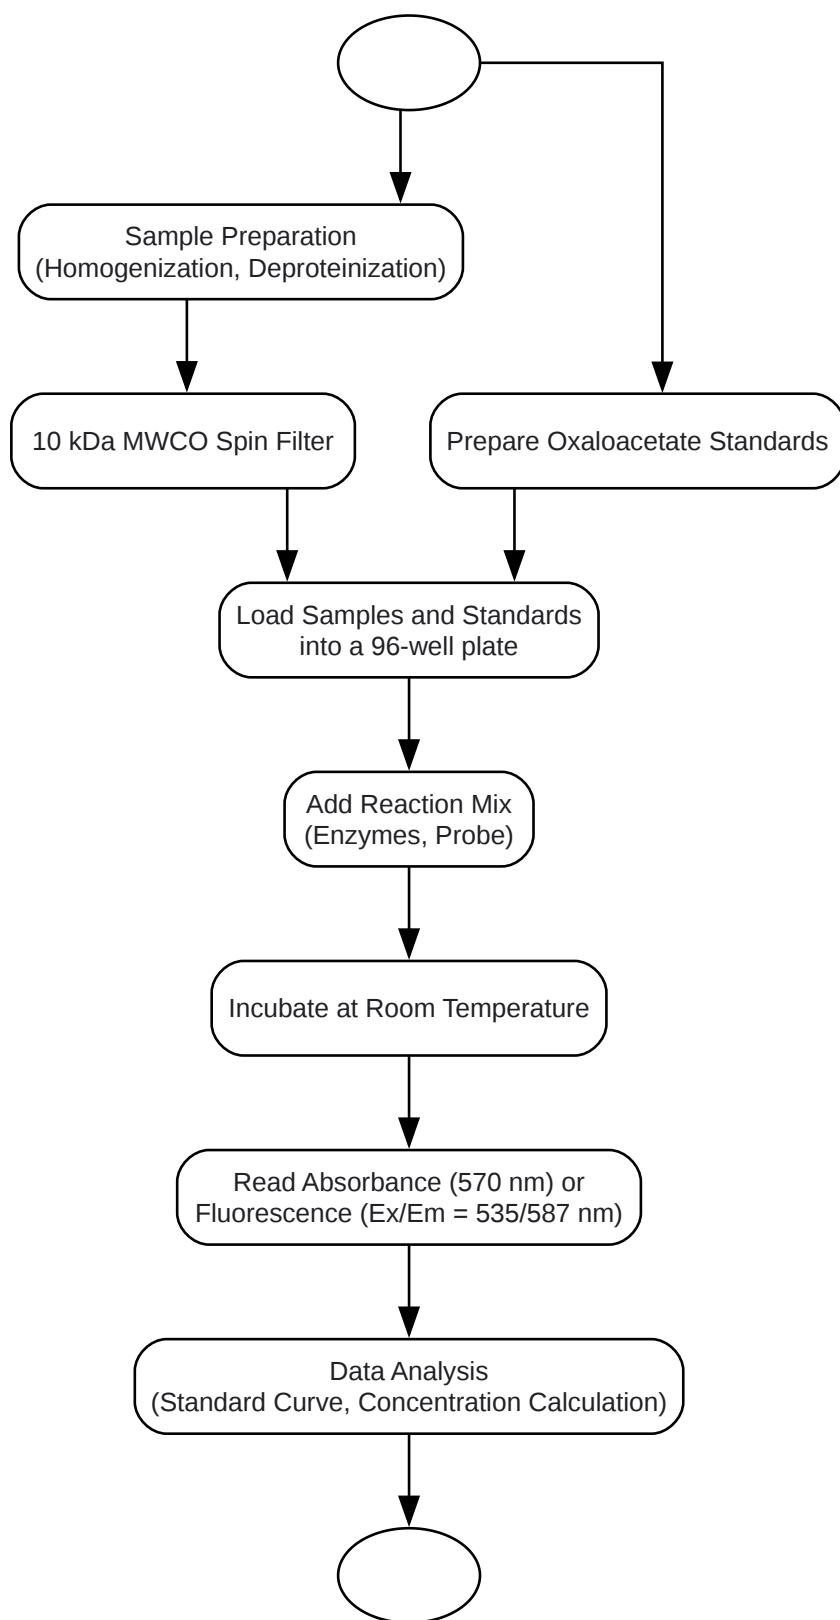 Sample Preparation
(Homogenization, Deproteinization)
10 kDa MWCO Spin Filter
Prepare Oxaloacetate Standards
Load Samples and Standards
into a 96-well plate
Add Reaction Mix
(Enzymes, Probe)
Incubate at Room Temperature
Read Absorbance (570 nm) or
Fluorescence (Ex/Em = 535/587 nm)
Data Analysis
(Standard Curve, Concentration Calculation)